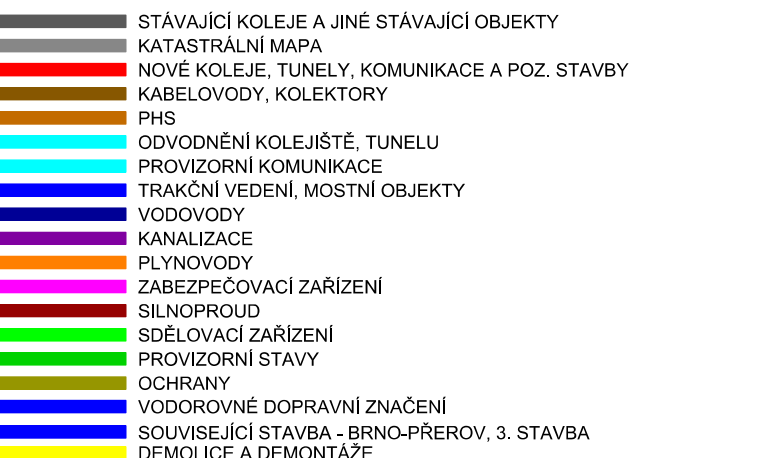 STÁVAJÍCÍ KOLEJE A JINÉ STÁVAJÍCÍ OBJEKTY
KATASTRÁLNÍ MAPA
NOVÉ KOLEJE, TUNELY, KOMUNIKACE A POZ. STAVBY
KABELOVODY, KOLEKTORY
PHS
ODVODNĚNÍ KOLEJIŠTĚ, TUNELU
PROVIZORNÍ KOMUNIKACE
TRAKČNÍ VEDENÍ, MOSTNÍ OBJEKTY
VODOVODY
KANALIZACE
PLYNOVODY
ZABEZPEČOVACÍ ZAŘÍZENÍ
SILNOPROUD
SDĚLOVACÍ ZAŘÍZENÍ
PROVIZORNÍ STAVY
OCHRANY
VODOROVNÉ DOPRAVNÍ ZNAČENÍ
SOUVISEJÍCÍ STAVBA - BRNO-PŘEROV, 3. STAVBA
DEMOLICE A DEMONTÁŽE